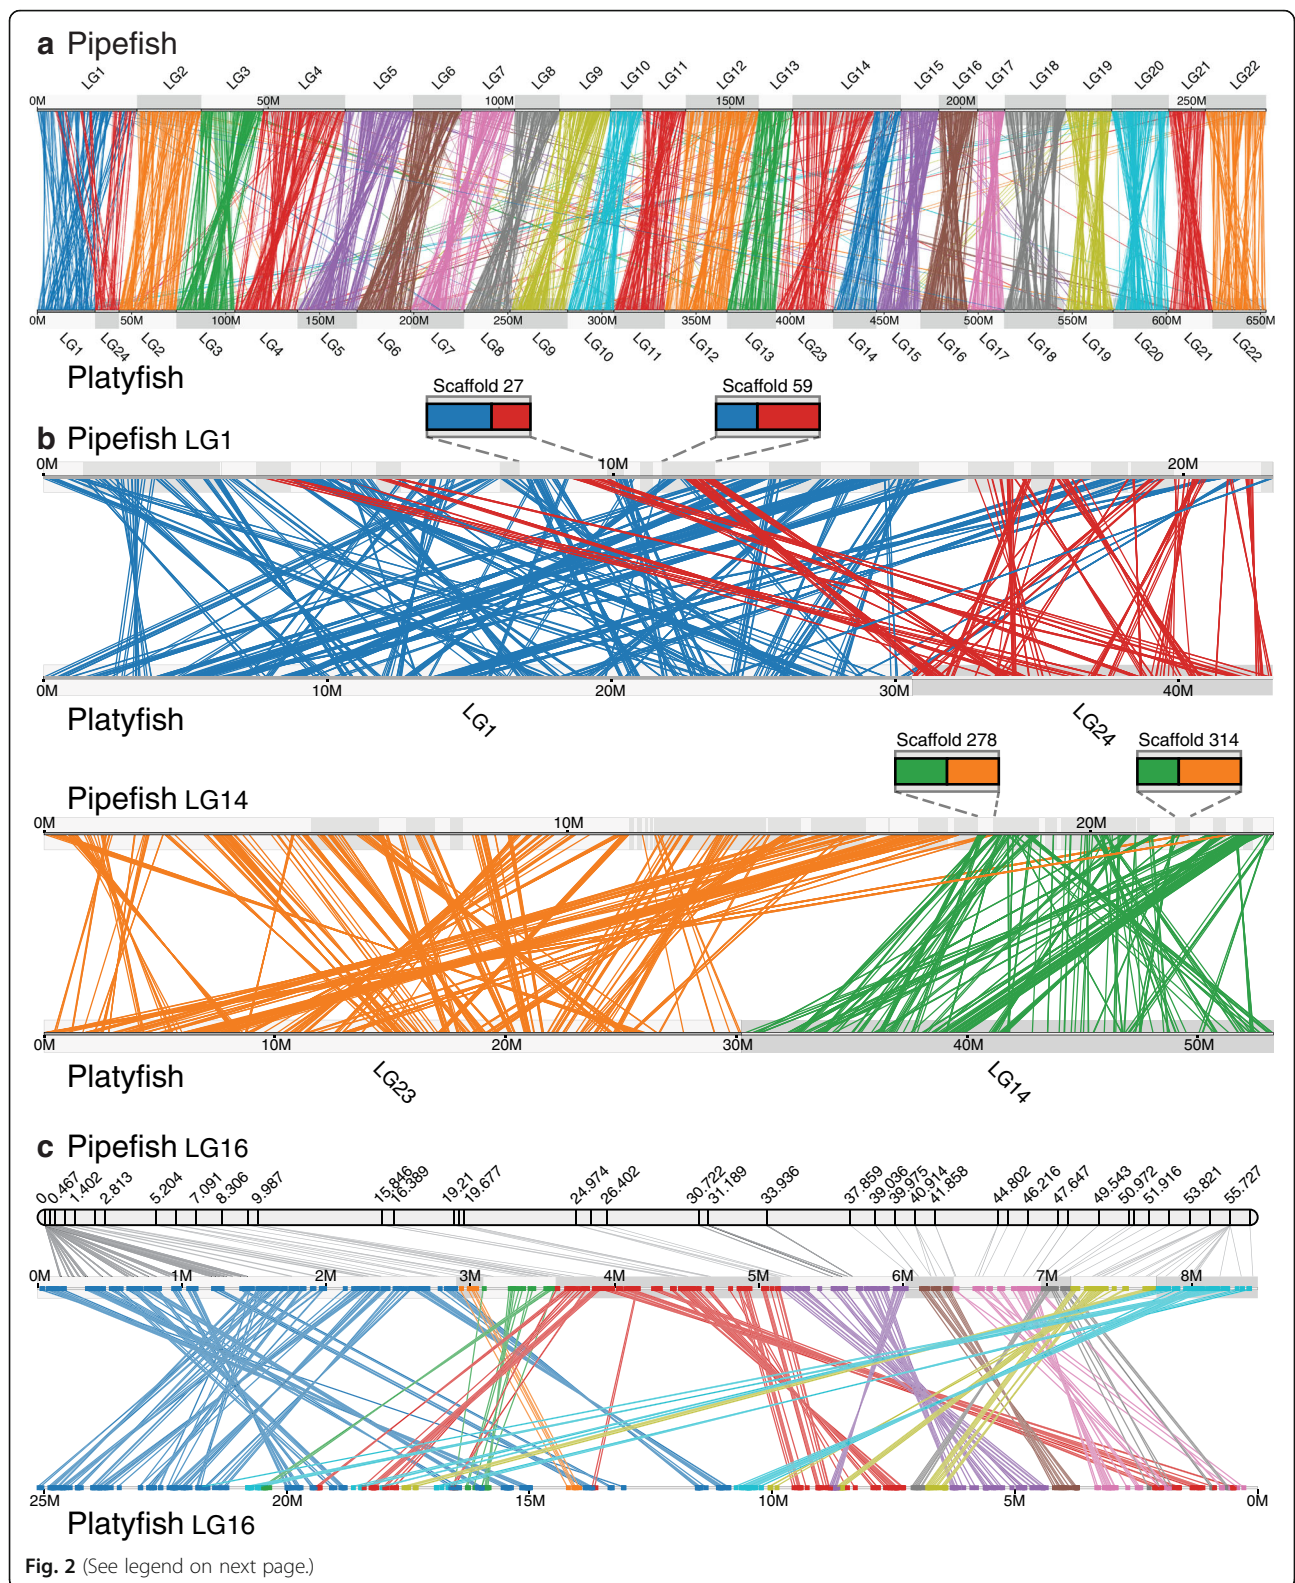 a Pipefish
LG1 LG2 LG3 LG4 LG5 LG6 LG7 LG8 LG9 LG10 LG11 LG12 LG13 LG14 LG15 LG16 LG17 LG18 LG19 LG20 LG21 LG22
0M 50M 100M 150M 200M 250M
0M 50M 100M 150M 200M 250M 300M 350M 400M 450M 500M 550M 600M 650M
LG1 LG24 LG2 LG3 LG4 LG5 LG6 LG7 LG8 LG9 LG10 LG11 LG12 LG13 LG23 LG14 LG15 LG16 LG17 LG18 LG19 LG20 LG21 LG22
Platyfish
Scaffold 27 Scaffold 59
b Pipefish LG1
0M 10M 20M
0M 10M 20M 30M 40M
Platyfish LG1 LG24
Scaffold 278 Scaffold 314
Pipefish LG14
0M 10M 20M
0M 10M 20M 30M 40M 50M
Platyfish LG23 LG14
c Pipefish LG16
0 0.467 1.402 2.813 5.204 7.091 8.306 9.987 15.846 16.389 19.21 19.677 24.974 26.402 30.722 31.189 33.936 37.859 39.036 39.975 40.914 41.858 44.802 46.216 47.647 49.543 50.972 51.916 53.821 55.727
0M 1M 2M 3M 4M 5M 6M 7M 8M
25M 20M 15M 10M 5M 0M
Platyfish LG16
Fig. 2 (See legend on next page.)